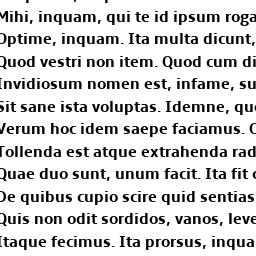 Mihi, inquam, qui te id ipsum roga
Optime, inquam. Ita multa dicunt,
Quod vestri non item. Quod cum di
Invidiosum nomen est, infame, su
Sit sane ista voluptas. Idemne, qu
Verum hoc idem saepe faciamus.
Tollenda est atque extrahenda rad
Quae duo sunt, unum facit. Ita fit
De quibus cupio scire quid sentias
Quis non odit sordidos, vanos, leve
Itaque fecimus. Ita prorsus, inqua